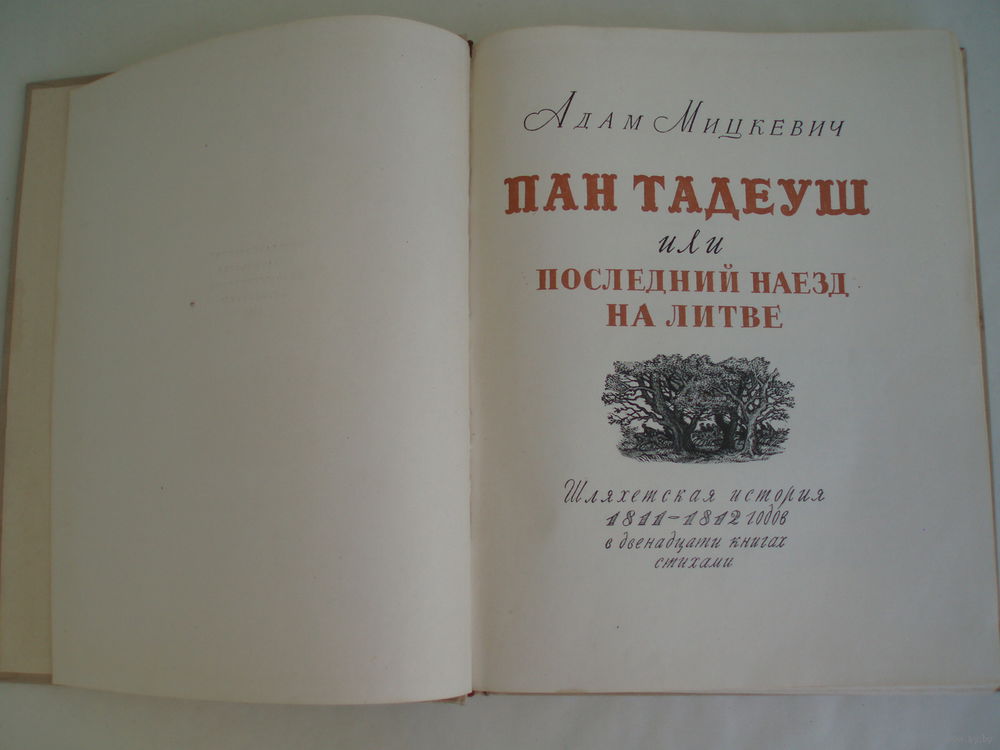 Адам Мицкевич
ПАН ТАДЕУШ
или
ПОСЛЕДНИЙ НАЕЗД
НА ЛИТВЕ
Шляхетская история
1811–1812 годов
в двенадцати книгах
стихами